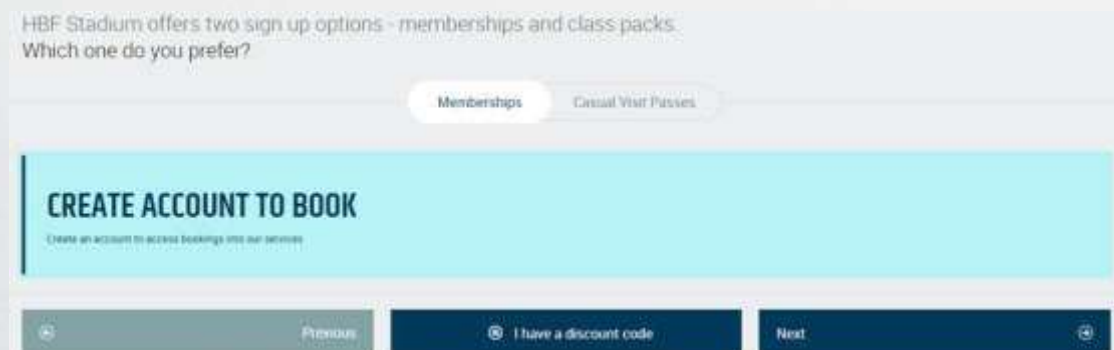 HBF Stadium offers two sign up options - memberships and class packs.
Which one do you prefer?
Memberships
Casual Visit Passes
CREATE ACCOUNT TO BOOK
Create an account to access bookings into our services
Previous
I have a discount code
Next